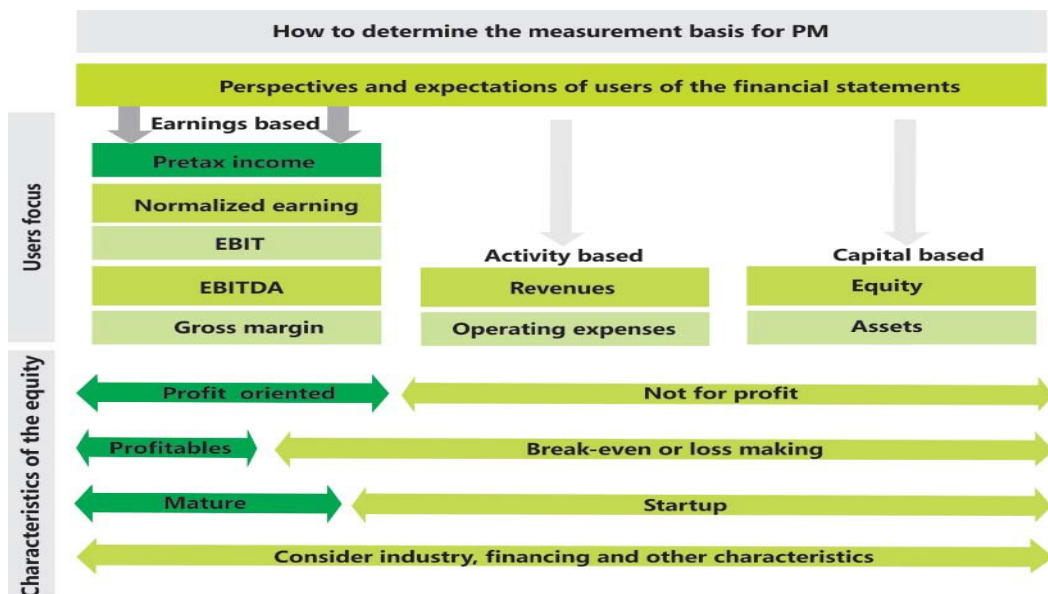 How to determine the measurement basis for PM
Perspectives and expectations of users of the financial statements
Users focus
Earnings based
Pretax income
Normalized earning
EBIT
EBITDA
Gross margin
Activity based
Revenues
Operating expenses
Capital based
Equity
Assets
Characteristics of the equity
Profit oriented
Not for profit
Profitables
Break-even or loss making
Mature
Startup
Consider industry, financing and other characteristics